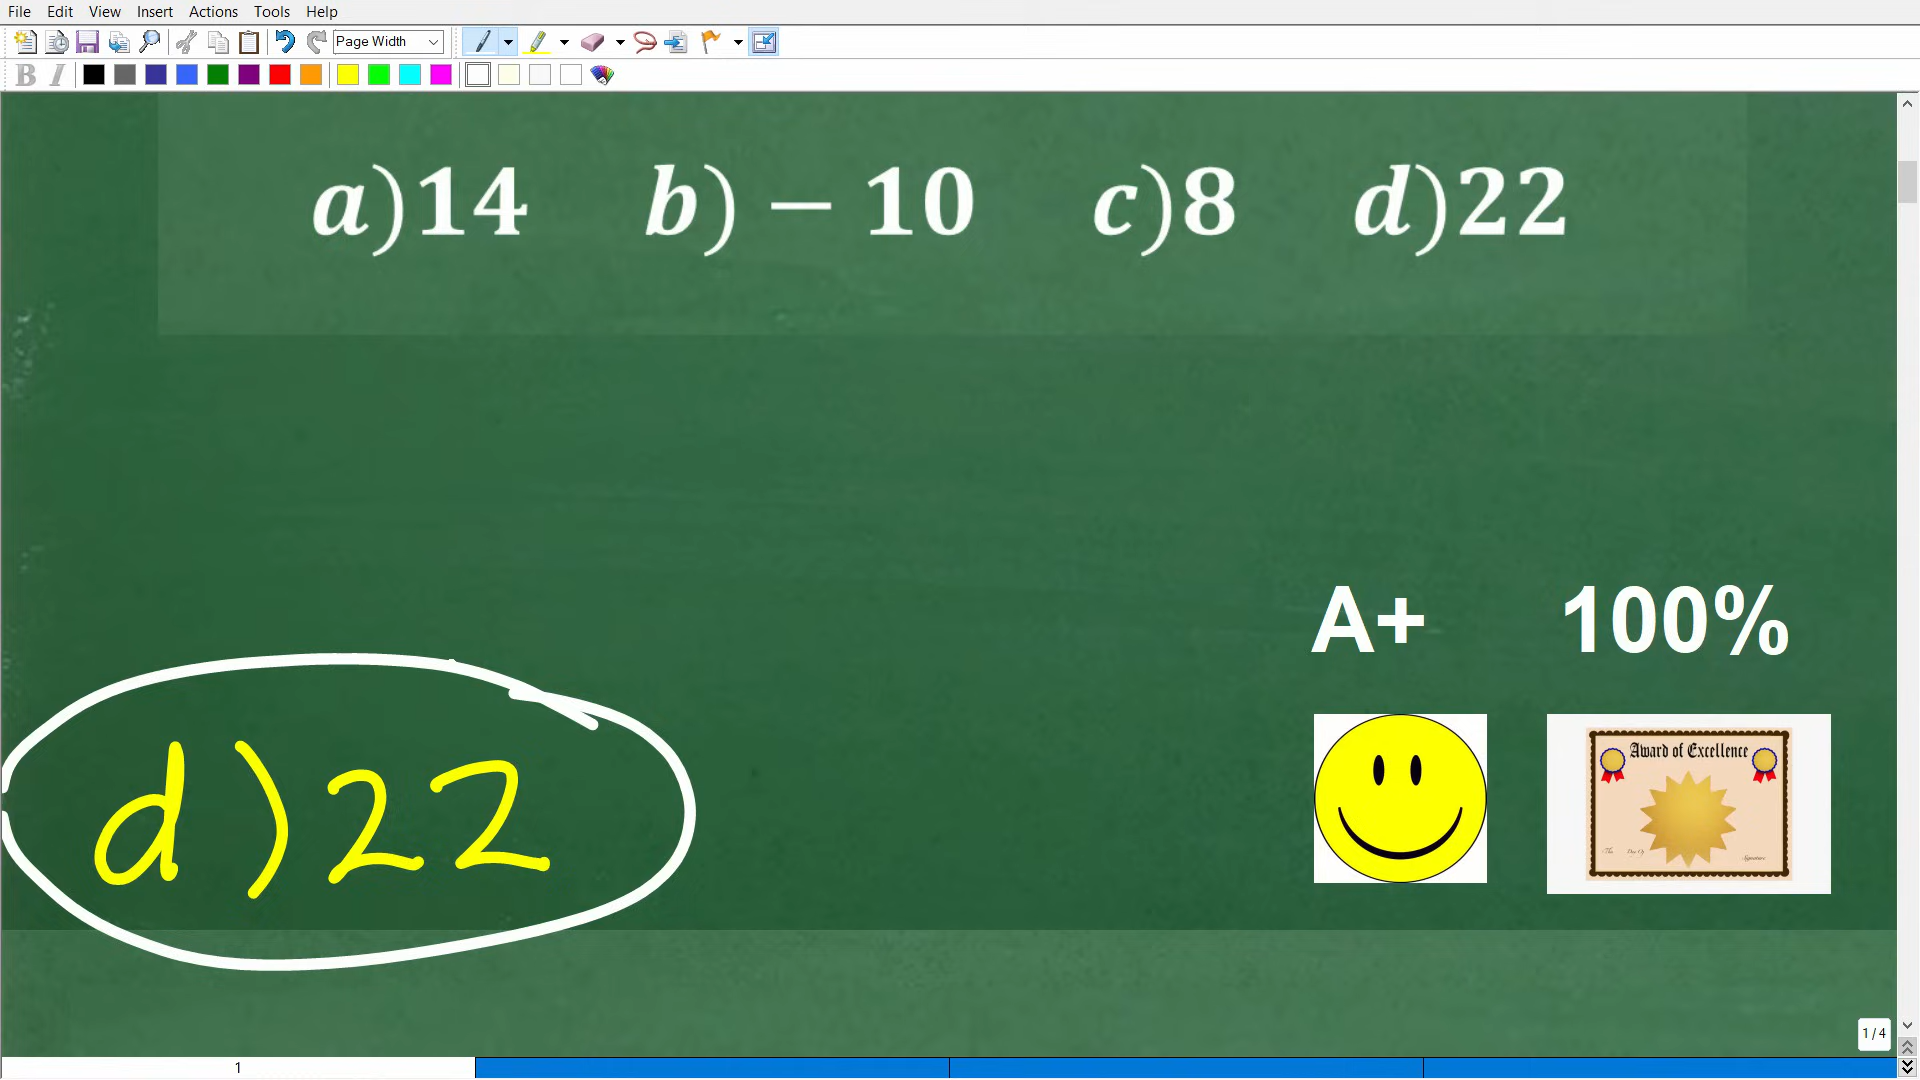 File Edit View Insert Actions Tools Help
Page Width
B I
a)14 b) − 10 c)8 d)22
A+ 100%
Award of Excellence
d)22
1 / 4
1